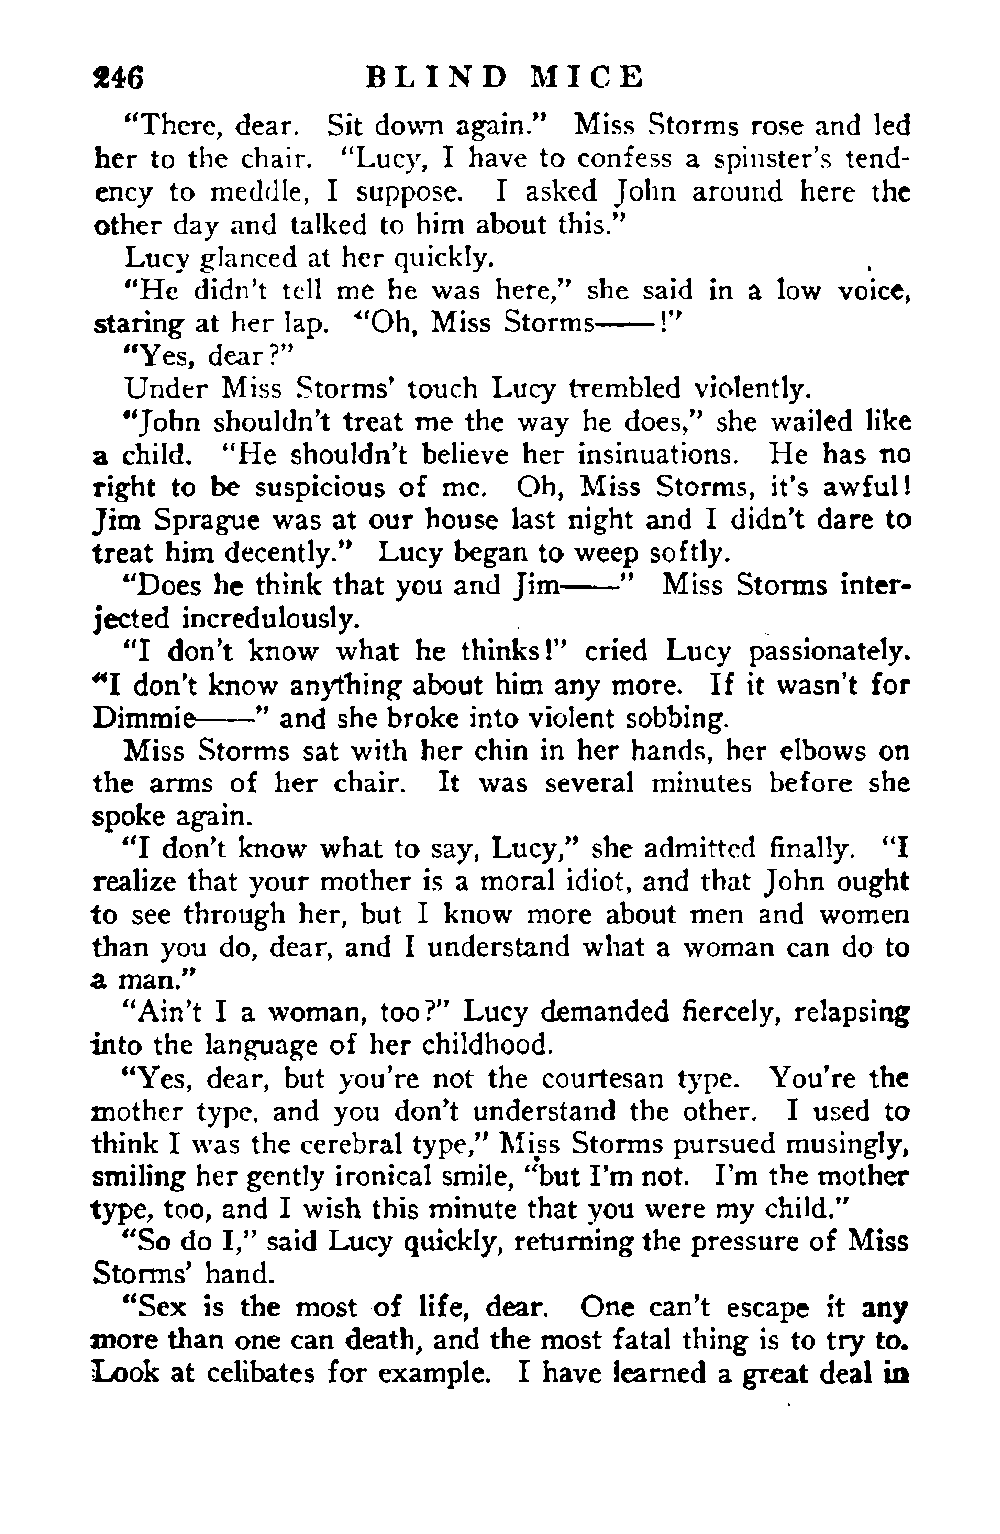 246 BLIND MICE
“There, dear. Sit down again.” Miss Storms rose and led
her to the chair. “Lucy, I have to confess a spinster’s tend-
ency to meddle, I suppose. I asked John around here the
other day and talked to him about this.”
Lucy glanced at her quickly.
“He didn’t tell me he was here,” she said in a low voice,
staring at her lap. “Oh, Miss Storms——!”
“Yes, dear?”
Under Miss Storms’ touch Lucy trembled violently.
“John shouldn’t treat me the way he does,” she wailed like
a child. “He shouldn’t believe her insinuations. He has no
right to be suspicious of me. Oh, Miss Storms, it’s awful!
Jim Sprague was at our house last night and I didn’t dare to
treat him decently.” Lucy began to weep softly.
“Does he think that you and Jim——” Miss Storms inter-
jected incredulously.
“I don’t know what he thinks!” cried Lucy passionately.
“I don’t know anything about him any more. If it wasn’t for
Dimmie——” and she broke into violent sobbing.
Miss Storms sat with her chin in her hands, her elbows on
the arms of her chair. It was several minutes before she
spoke again.
“I don’t know what to say, Lucy,” she admitted finally. “I
realize that your mother is a moral idiot, and that John ought
to see through her, but I know more about men and women
than you do, dear, and I understand what a woman can do to
a man.”
“Ain’t I a woman, too?” Lucy demanded fiercely, relapsing
into the language of her childhood.
“Yes, dear, but you’re not the courtesan type. You’re the
mother type, and you don’t understand the other. I used to
think I was the cerebral type,” Miss Storms pursued musingly,
smiling her gently ironical smile, “but I’m not. I’m the mother
type, too, and I wish this minute that you were my child.”
“So do I,” said Lucy quickly, returning the pressure of Miss
Storms’ hand.
“Sex is the most of life, dear. One can’t escape it any
more than one can death, and the most fatal thing is to try to.
Look at celibates for example. I have learned a great deal in